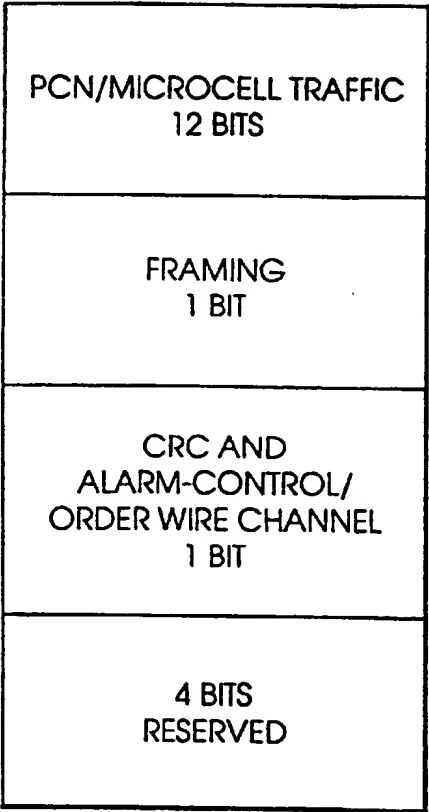 PCN/MICROCELL TRAFFIC
12 BITS
FRAMING
1 BIT
CRC AND
ALARM-CONTROL/
ORDER WIRE CHANNEL
1 BIT
4 BITS
RESERVED